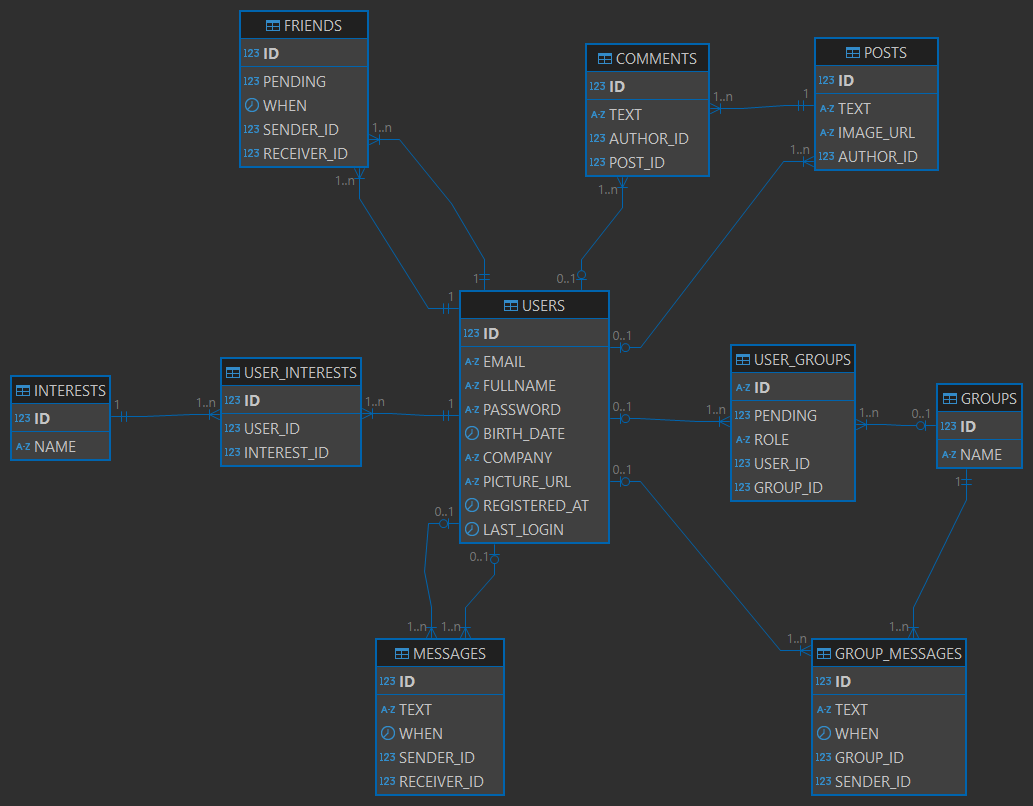 FRIENDS
123 ID
123 PENDING
WHEN
123 SENDER_ID
123 RECEIVER_ID
1..n
1..n
COMMENTS
123 ID
A-Z TEXT
123 AUTHOR_ID
123 POST_ID
1..n
1..n
POSTS
123 ID
A-Z TEXT
A-Z IMAGE_URL
123 AUTHOR_ID
1
1..n
1
1
0..1
USERS
123 ID
A-Z EMAIL
A-Z FULLNAME
A-Z PASSWORD
BIRTH_DATE
A-Z COMPANY
A-Z PICTURE_URL
REGISTERED_AT
LAST_LOGIN
0..1
0..1
0..1
1
0..1
0..1
INTERESTS
123 ID
A-Z NAME
1
1..n
USER_INTERESTS
123 ID
123 USER_ID
123 INTEREST_ID
1..n
1..n
USER_GROUPS
A-Z ID
123 PENDING
A-Z ROLE
123 USER_ID
123 GROUP_ID
1..n
0..1
GROUPS
123 ID
A-Z NAME
1
1..n
1..n
MESSAGES
123 ID
A-Z TEXT
WHEN
123 SENDER_ID
123 RECEIVER_ID
1..n
1..n
GROUP_MESSAGES
123 ID
A-Z TEXT
WHEN
123 GROUP_ID
123 SENDER_ID